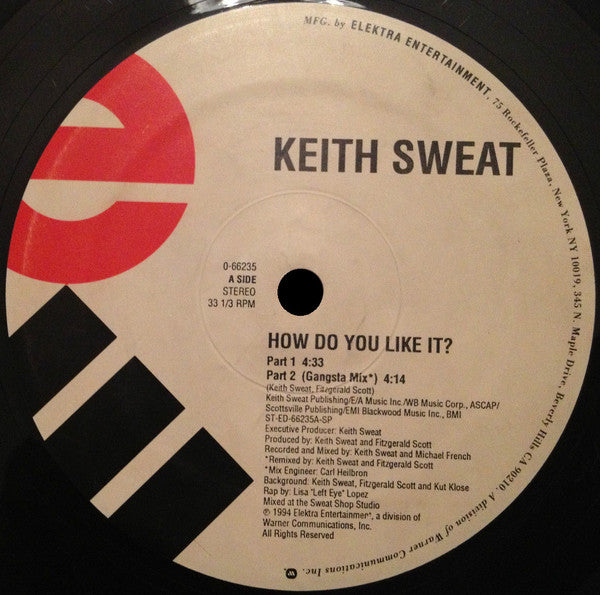 MFG. by ELEKTRA ENTERTAINMENT, 75 Rockefeller Plaza, New York NY 10019, 345 N. Maple Drive, Beverly Hills CA 90210. A division of Warner Communications Inc.
KEITH SWEAT
0-66235
A SIDE
STEREO
33 1/3 RPM
HOW DO YOU LIKE IT?
Part 1 4:33
Part 2 (Gangsta Mix*) 4:14
(Keith Sweat, Fitzgerald Scott)
Keith Sweat Publishing/E/A Music Inc./WB Music Corp., ASCAP/
Scottsville Publishing/EMI Blackwood Music Inc., BMI
ST-ED-66235A-SP
Executive Producer: Keith Sweat
Produced by: Keith Sweat and Fitzgerald Scott
Recorded and Mixed by: Keith Sweat and Michael French
*Remixed by: Keith Sweat and Fitzgerald Scott
*Mix Engineer: Carl Heilbron
Background: Keith Sweat, Fitzgerald Scott and Kut Klose
Rap by: Lisa "Left Eye" Lopez
Mixed at the Sweat Shop Studio
℗ 1994 Elektra Entertainment, a division of
Warner Communications, Inc.
All Rights Reserved